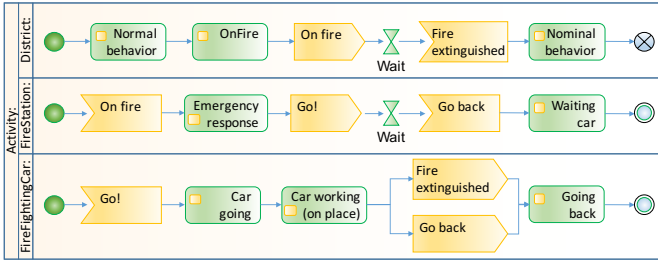 Activity:
District:
Normal
behavior
OnFire
On fire
Wait
Fire
extinguished
Nominal
behavior
FireStation:
On fire
Emergency
response
Go!
Wait
Go back
Waiting
car
FireFightingCar:
Go!
Car
going
Car working
(on place)
Fire
extinguished
Go back
Going
back